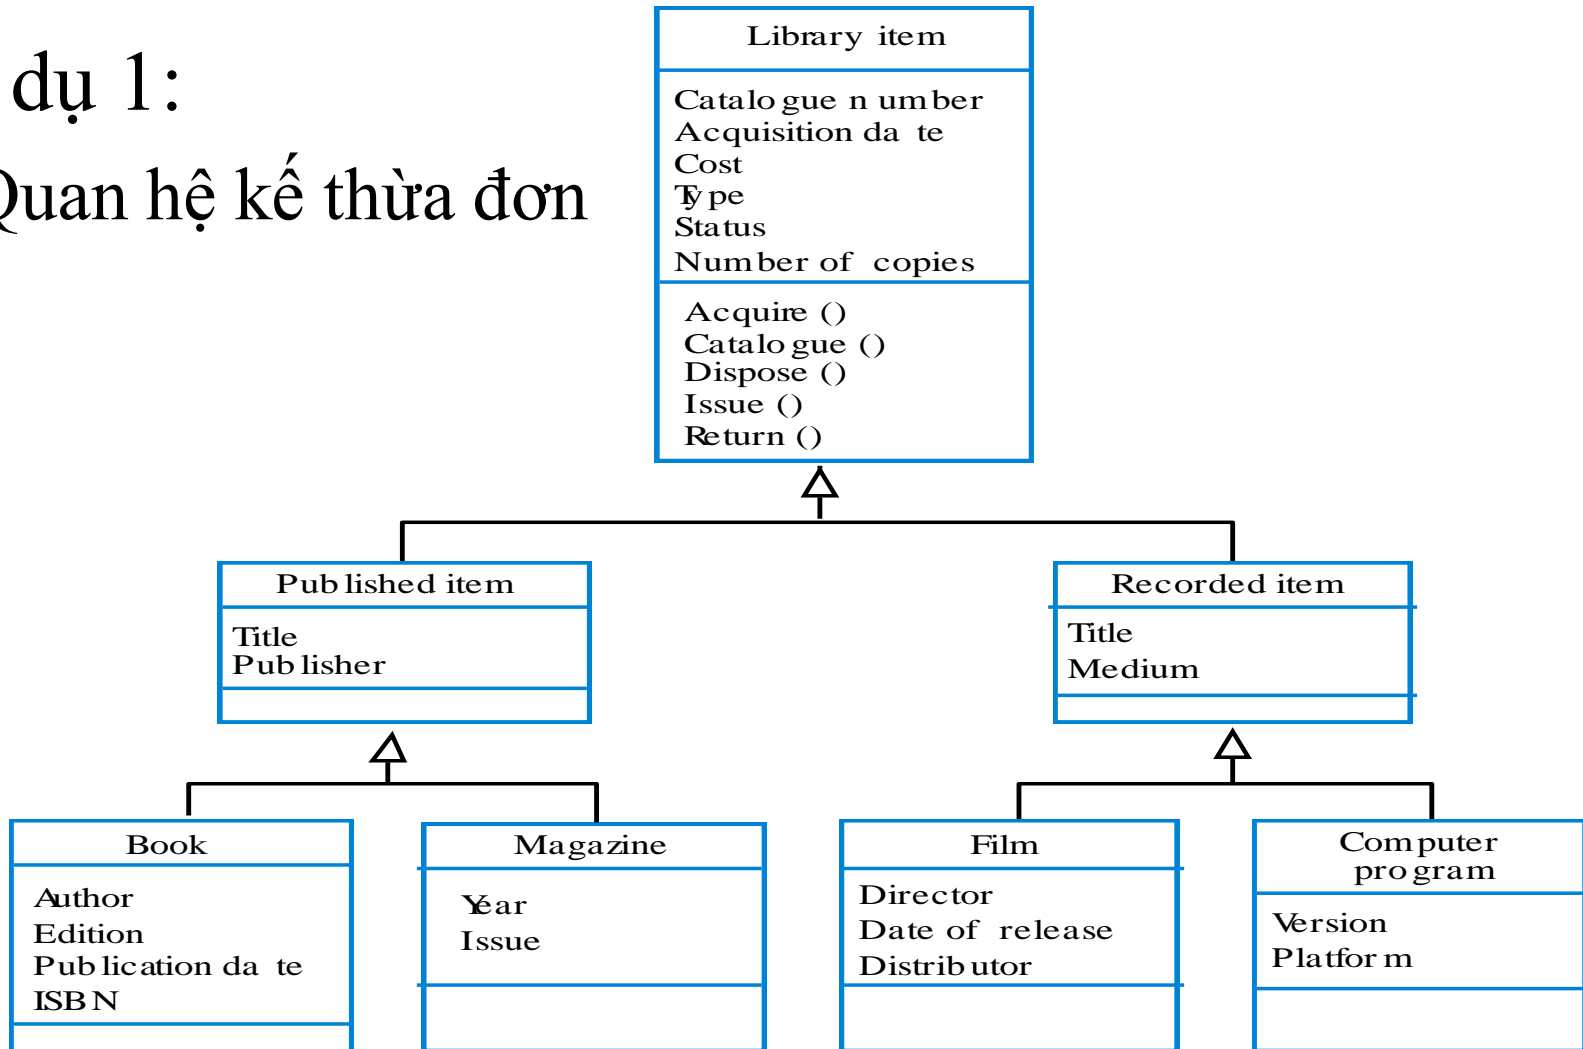 dụ 1:
Quan hệ kế thừa đơn
Library item
Catalogue number
Acquisition date
Cost
Type
Status
Number of copies
Acquire ()
Catalogue ()
Dispose ()
Issue ()
Return ()
Published item
Title
Publisher
Recorded item
Title
Medium
Book
Author
Edition
Publication date
ISBN
Magazine
Year
Issue
Film
Director
Date of release
Distributor
Computer
program
Version
Platform